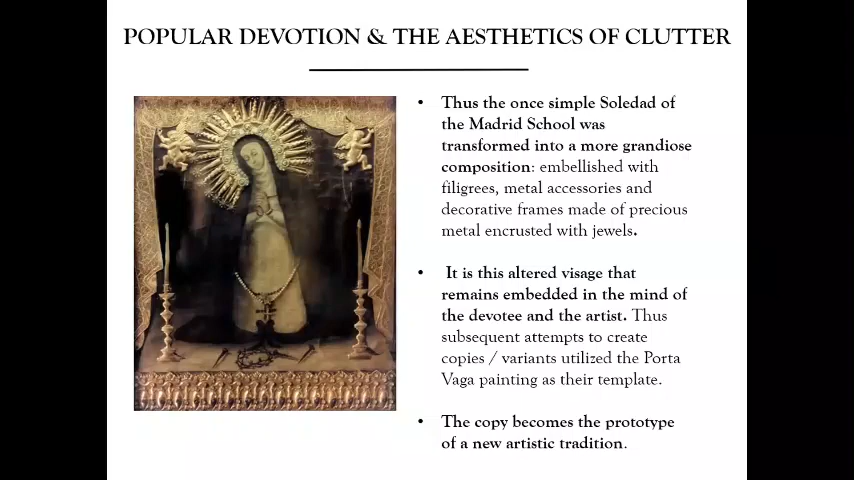 POPULAR DEVOTION & THE AESTHETICS OF CLUTTER
• Thus the once simple Soledad of
the Madrid School was
transformed into a more grandiose
composition: embellished with
filigrees, metal accessories and
decorative frames made of precious
metal encrusted with jewels.
• It is this altered visage that
remains embedded in the mind of
the devotee and the artist. Thus
subsequent attempts to create
copies / variants utilized the Porta
Vaga painting as their template.
• The copy becomes the prototype
of a new artistic tradition.